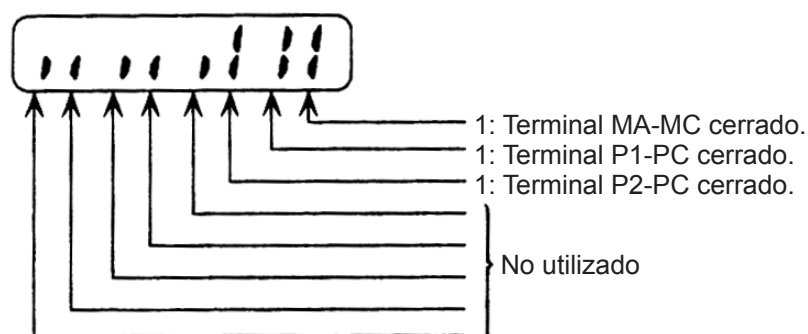 1: Terminal MA-MC cerrado.
1: Terminal P1-PC cerrado.
1: Terminal P2-PC cerrado.
No utilizado